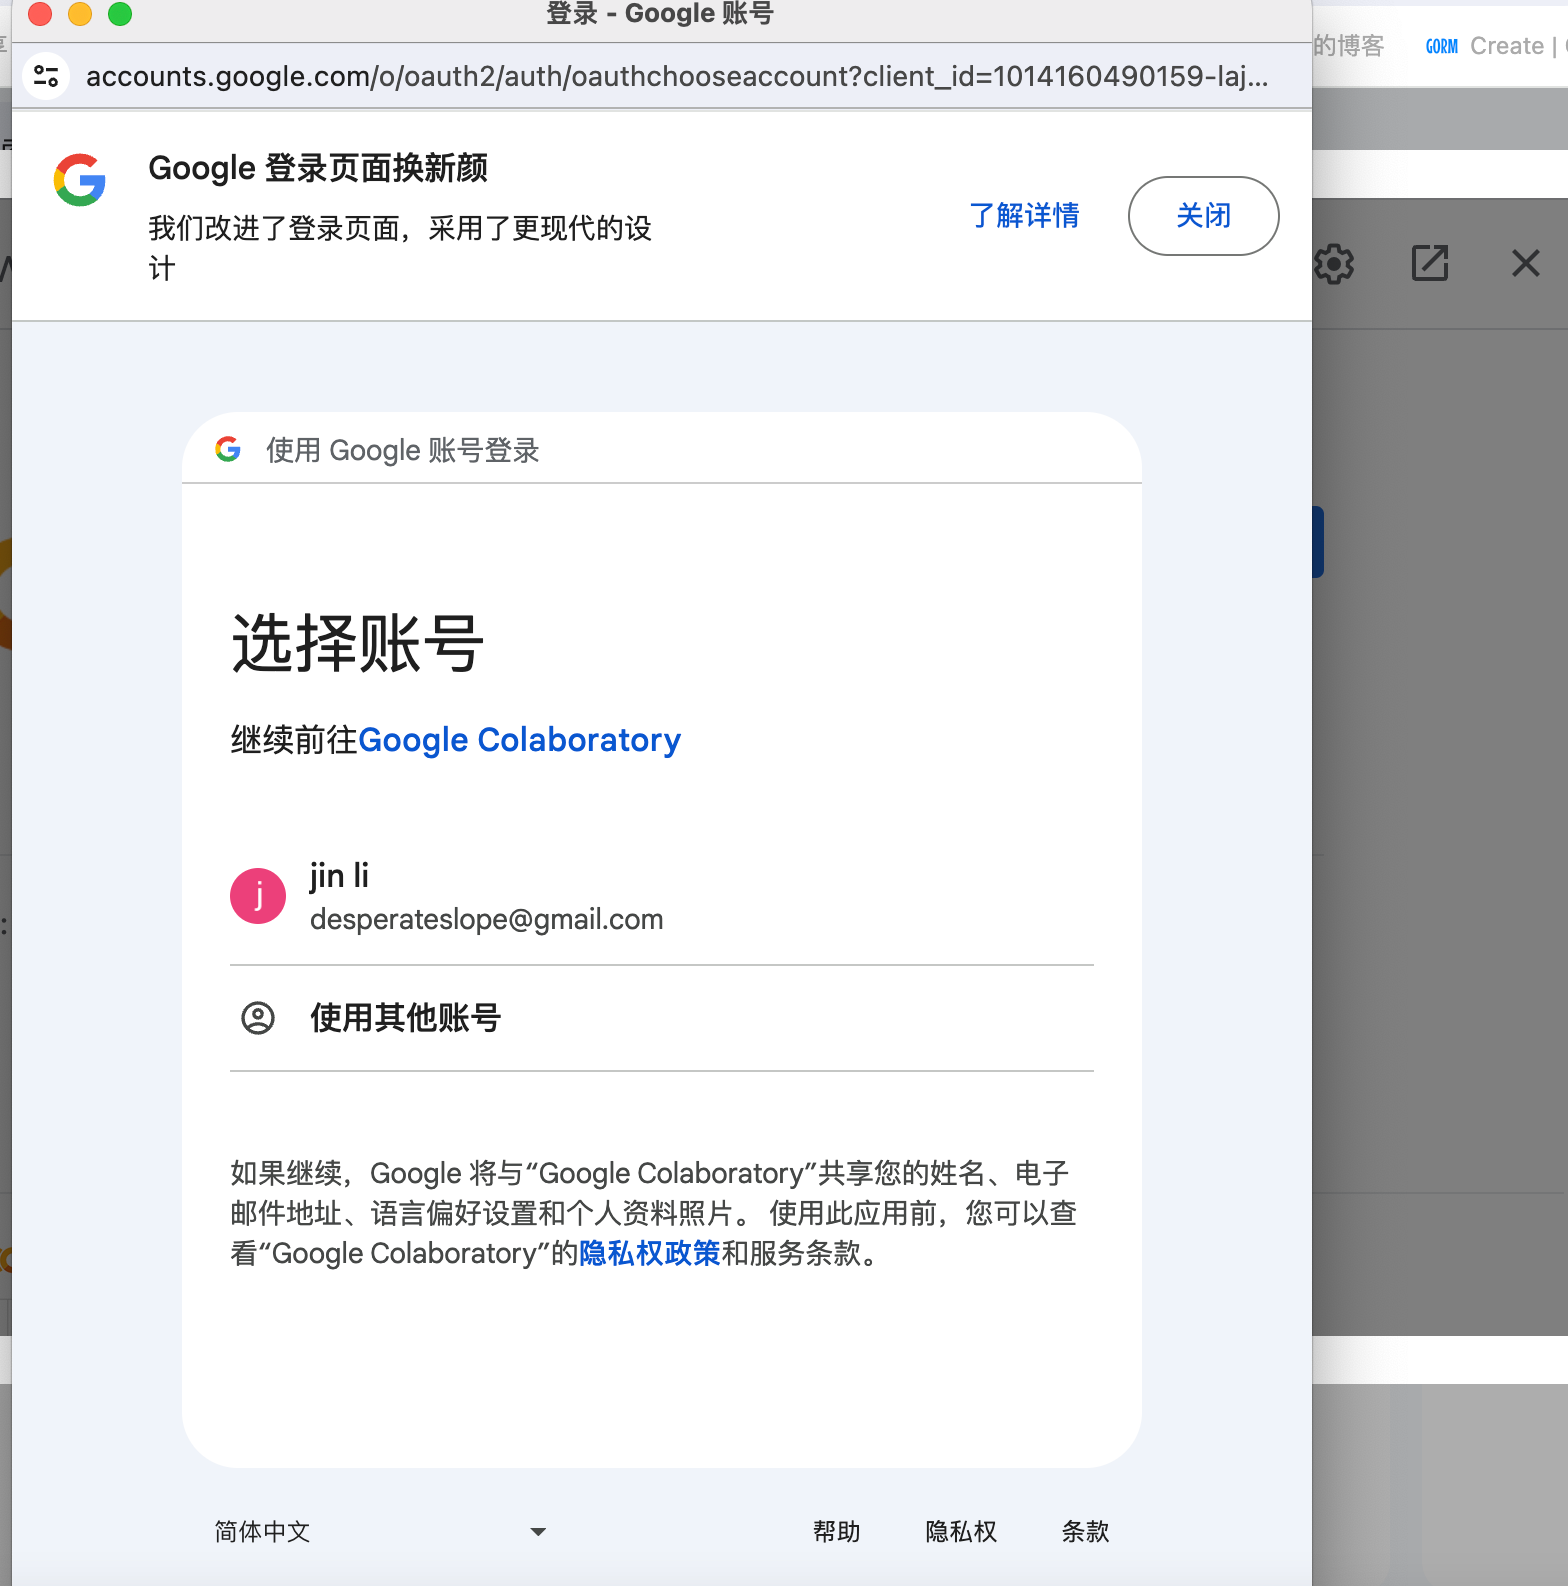 登录 - Google 账号
的博客
GORM Create |
accounts.google.com/o/oauth2/auth/oauthchooseaccount?client_id=1014160490159-laj...
Google 登录页面换新颜
我们改进了登录页面，采用了更现代的设
计
了解详情
关闭
使用 Google 账号登录
选择账号
继续前往Google Colaboratory
j
jin li
desperateslope@gmail.com
使用其他账号
如果继续，Google 将与“Google Colaboratory”共享您的姓名、电子
邮件地址、语言偏好设置和个人资料照片。 使用此应用前，您可以查
看“Google Colaboratory”的隐私权政策和服务条款。
简体中文
帮助
隐私权
条款